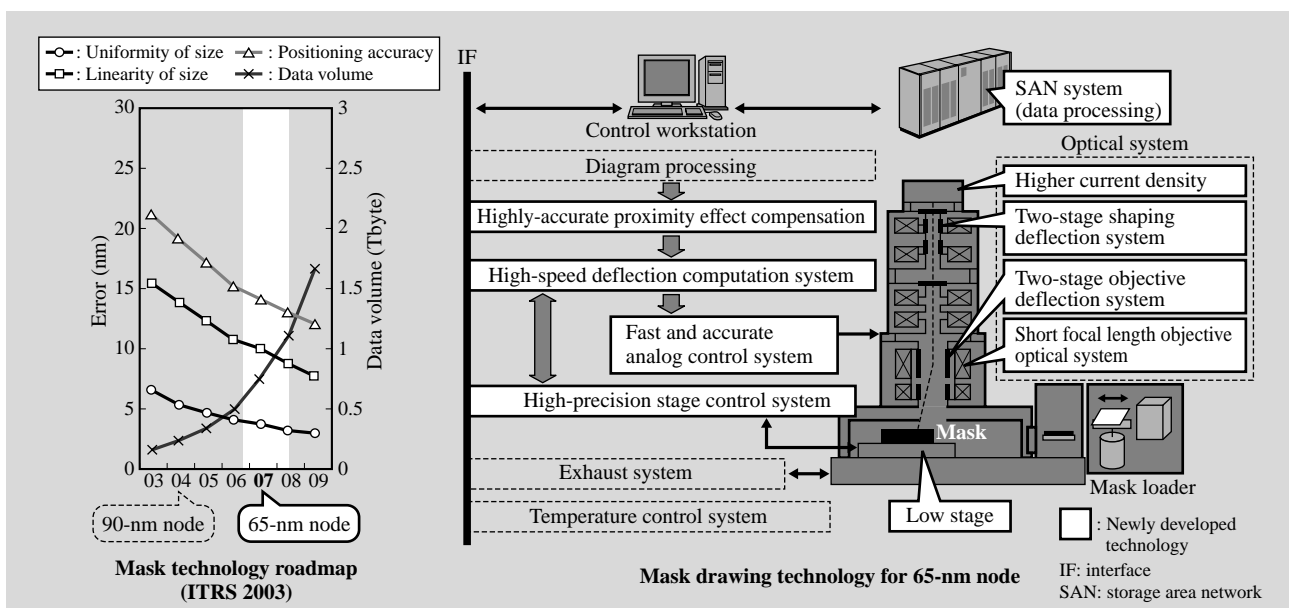 : Uniformity of size
: Positioning accuracy
: Linearity of size
: Data volume
30
25
20
15
10
5
0
Error (nm)
3
2.5
2
1.5
1
0.5
0
Data volume (Tbyte)
03 04 05 06 07 08 09
90-nm node
65-nm node
Mask technology roadmap
(ITRS 2003)
IF
Control workstation
SAN system
(data processing)
Diagram processing
Highly-accurate proximity effect compensation
High-speed deflection computation system
Fast and accurate
analog control system
High-precision stage control system
Exhaust system
Temperature control system
Optical system
Higher current density
Two-stage shaping
deflection system
Two-stage objective
deflection system
Short focal length objective
optical system
Mask
Low stage
Mask loader
: Newly developed
technology
IF: interface
SAN: storage area network
Mask drawing technology for 65-nm node